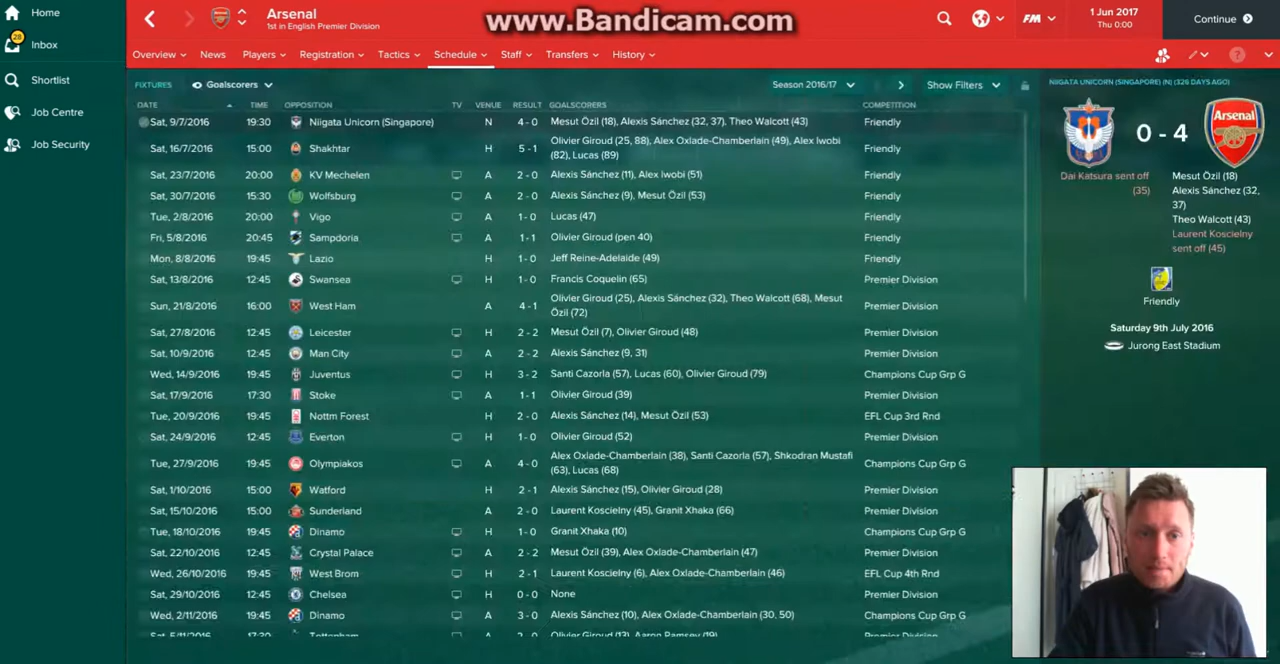 Home
28
Inbox
Shortlist
Job Centre
Job Security
Arsenal
1st in English Premier Division
www.Bandicam.com
FM
1 Jun 2017
Thu 0:00
Continue
Overview News Players Registration Tactics Schedule Staff Transfers History
FIXTURES Goalscorers Season 2016/17 Show Filters
DATE TIME OPPOSITION TV VENUE RESULT GOALSCORERS COMPETITION
Sat, 9/7/2016 19:30 Niigata Unicorn (Singapore) N 4-0 Mesut Özil (18), Alexis Sánchez (32, 37), Theo Walcott (43) Friendly
Sat, 16/7/2016 15:00 Shakhtar H 5-1 Olivier Giroud (25, 88), Alex Oxlade-Chamberlain (49), Alex Iwobi
(82), Lucas (89) Friendly
Sat, 23/7/2016 20:00 KV Mechelen A 2-0 Alexis Sánchez (11), Alex Iwobi (51) Friendly
Sat, 30/7/2016 15:30 Wolfsburg A 2-0 Alexis Sánchez (9), Mesut Özil (53) Friendly
Tue, 2/8/2016 20:00 Vigo A 1-0 Lucas (47) Friendly
Fri, 5/8/2016 20:45 Sampdoria A 1-1 Olivier Giroud (pen 40) Friendly
Mon, 8/8/2016 19:45 Lazio H 1-0 Jeff Reine-Adelaide (49) Friendly
Sat, 13/8/2016 12:45 Swansea H 1-0 Francis Coquelin (65) Premier Division
Sun, 21/8/2016 16:00 West Ham A 4-1 Olivier Giroud (25), Alexis Sánchez (32), Theo Walcott (68), Mesut
Özil (72) Premier Division
Sat, 27/8/2016 12:45 Leicester H 2-2 Mesut Özil (7), Olivier Giroud (48) Premier Division
Sat, 10/9/2016 12:45 Man City A 2-2 Alexis Sánchez (9, 31) Premier Division
Wed, 14/9/2016 19:45 Juventus H 3-2 Santi Cazorla (57), Lucas (60), Olivier Giroud (79) Champions Cup Grp G
Sat, 17/9/2016 17:30 Stoke A 1-1 Olivier Giroud (39) Premier Division
Tue, 20/9/2016 19:45 Nottm Forest H 2-0 Alexis Sánchez (14), Mesut Özil (53) EFL Cup 3rd Rnd
Sat, 24/9/2016 12:45 Everton H 1-0 Olivier Giroud (52) Premier Division
Tue, 27/9/2016 19:45 Olympiakos A 4-0 Alex Oxlade-Chamberlain (38), Santi Cazorla (57), Shkodran Mustafi
(63), Lucas (68) Champions Cup Grp G
Sat, 1/10/2016 15:00 Watford H 2-1 Alexis Sánchez (15), Olivier Giroud (28) Premier Division
Sat, 15/10/2016 15:00 Sunderland A 2-0 Laurent Koscielny (45), Granit Xhaka (66) Premier Division
Tue, 18/10/2016 19:45 Dinamo H 1-0 Granit Xhaka (10) Champions Cup Grp G
Sat, 22/10/2016 12:45 Crystal Palace A 2-2 Mesut Özil (39), Alex Oxlade-Chamberlain (47) Premier Division
Wed, 26/10/2016 19:45 West Brom H 2-1 Laurent Koscielny (6), Alex Oxlade-Chamberlain (46) EFL Cup 4th Rnd
Sat, 29/10/2016 12:45 Chelsea H 0-0 None Premier Division
Wed, 2/11/2016 19:45 Dinamo A 3-0 Alexis Sánchez (10), Alex Oxlade-Chamberlain (30, 50) Champions Cup Grp G
Sat, 5/11/2016 17:30 Tottenham A 2-0 Olivier Giroud (13), Aaron Ramsey (19) Premier Division
NIIGATA UNICORN (SINGAPORE) (N) (326 DAYS AGO)
Arsenal
0 - 4
Dai Katsura sent off
(35)
Mesut Özil (18)
Alexis Sánchez (32,
37)
Theo Walcott (43)
Laurent Koscielny
sent off (45)
Friendly
Saturday 9th July 2016
Jurong East Stadium